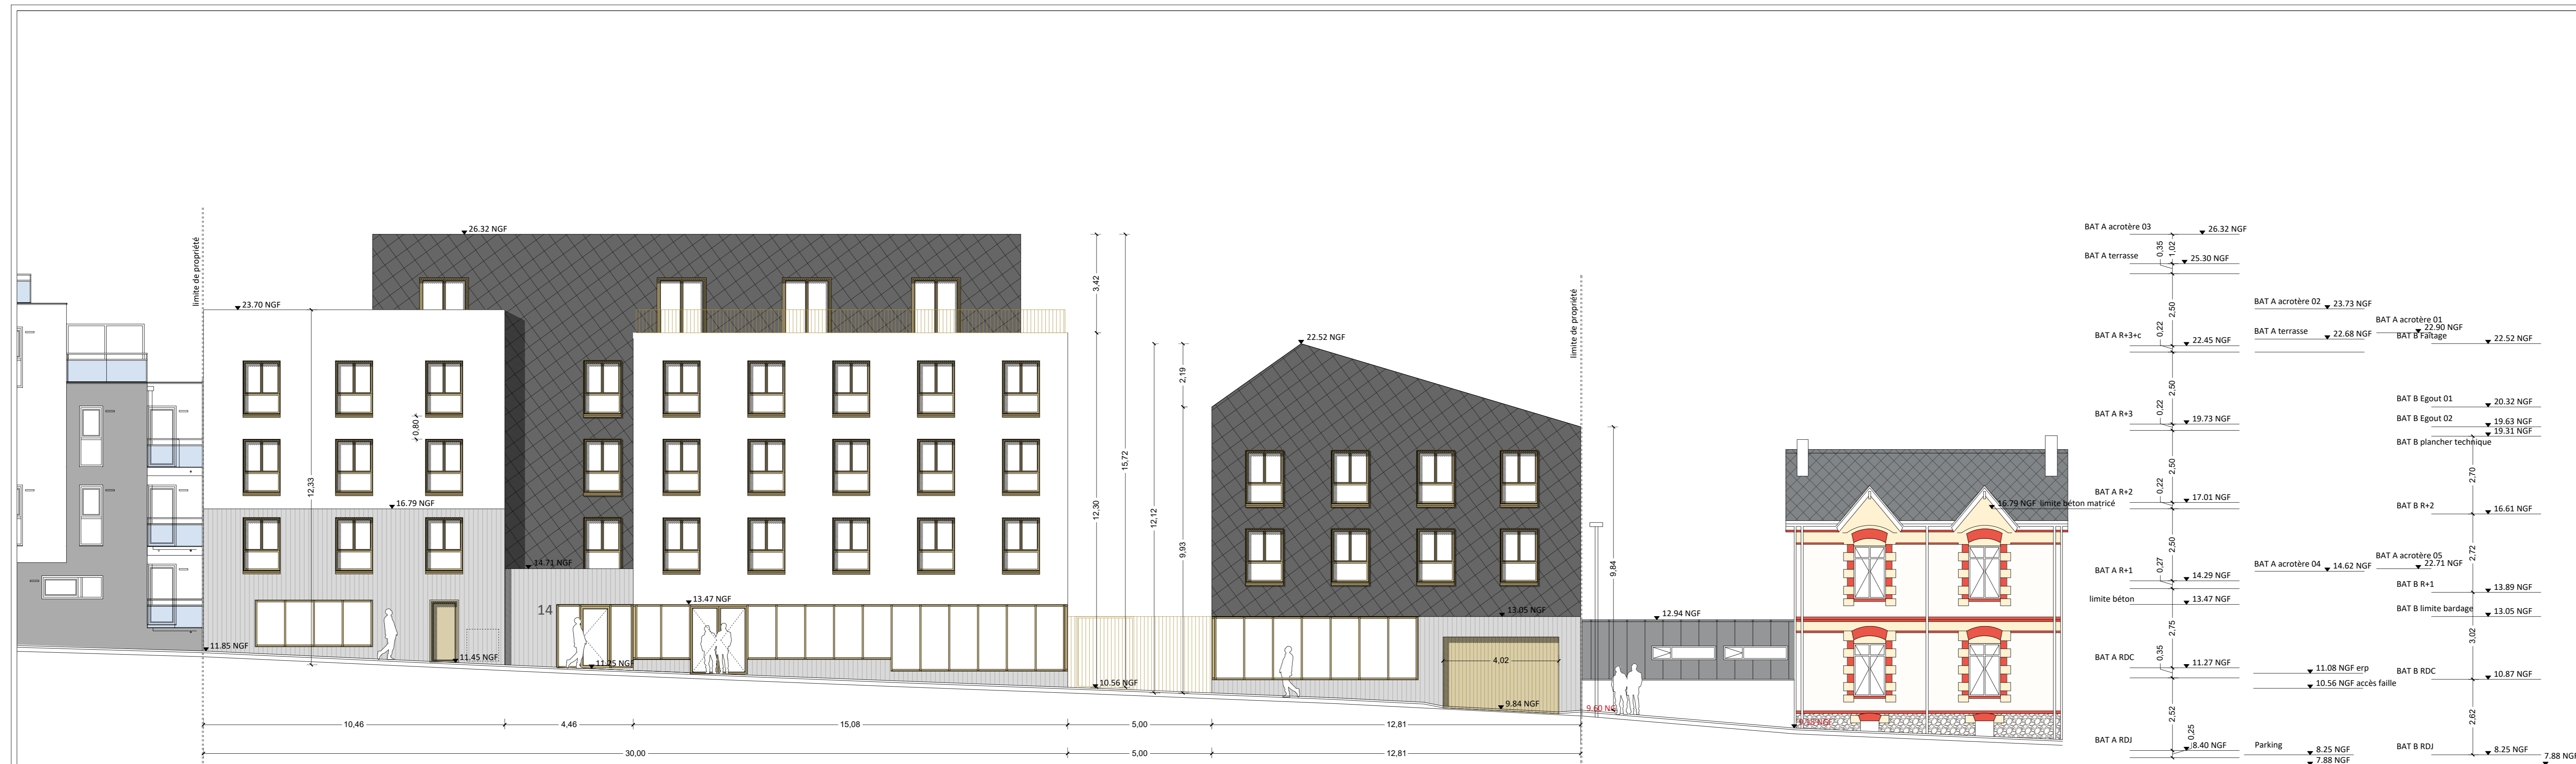 limite de propriété
26.32 NGF
23.70 NGF
12,33
0.80
16.79 NGF
14.71 NGF
14
13.47 NGF
11.85 NGF
11.45 NGF
11.25 NGF
10,46
4,46
15,08
5,00
12,81
30,00
5,00
12,81
3,42
15,72
12,30
12,12
2,19
9,93
10.56 NGF
22.52 NGF
limite de propriété
13.05 NGF
4,02
9.84 NGF
9,84
9.60 NG
12.94 NGF
16.79 NGF limite béton matricé
BAT A acrotère 03
26.32 NGF
0,35
1,02
BAT A terrasse
25.30 NGF
2,50
BAT A acrotère 02
23.73 NGF
BAT A acrotère 01
22.90 NGF
BAT A R+3+c
0,22
22.45 NGF
BAT A terrasse
22.68 NGF
BAT B Faitage
22.52 NGF
2,50
BAT B Egout 01
20.32 NGF
BAT A R+3
0,22
19.73 NGF
BAT B Egout 02
19.63 NGF
19.31 NGF
BAT B plancher technique
2,50
2,70
BAT A R+2
0,22
17.01 NGF
BAT B R+2
16.61 NGF
2,50
2,72
BAT A R+1
0,27
14.29 NGF
BAT A acrotère 04
14.62 NGF
BAT A acrotère 05
22.71 NGF
BAT B R+1
13.89 NGF
limite béton
13.47 NGF
BAT B limite bardage
13.05 NGF
2,75
3,02
BAT A RDC
0,35
11.27 NGF
11.08 NGF erp
BAT B RDC
10.87 NGF
10.56 NGF accès faille
2,52
2,62
0,25
BAT A RDJ
8.40 NGF
Parking
8.25 NGF
7.88 NGF
BAT B RDJ
8.25 NGF
7.88 NGF